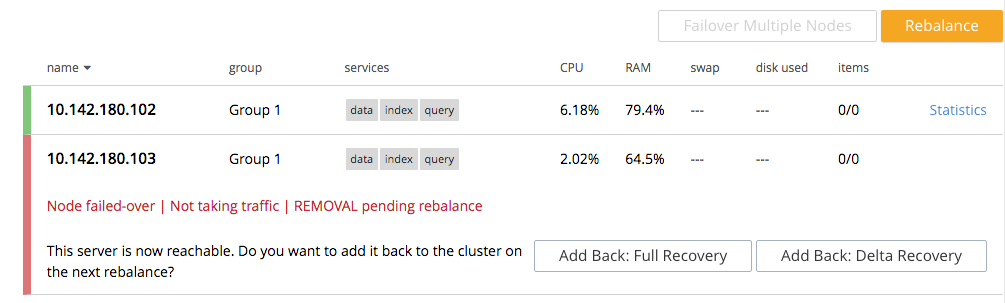 Failover Multiple Nodes Rebalance
name group services CPU RAM swap disk used items
10.142.180.102 Group 1 data index query 6.18% 79.4% --- --- 0/0 Statistics
10.142.180.103 Group 1 data index query 2.02% 64.5% --- --- 0/0
Node failed-over | Not taking traffic | REMOVAL pending rebalance
This server is now reachable. Do you want to add it back to the cluster on
the next rebalance?
Add Back: Full Recovery Add Back: Delta Recovery